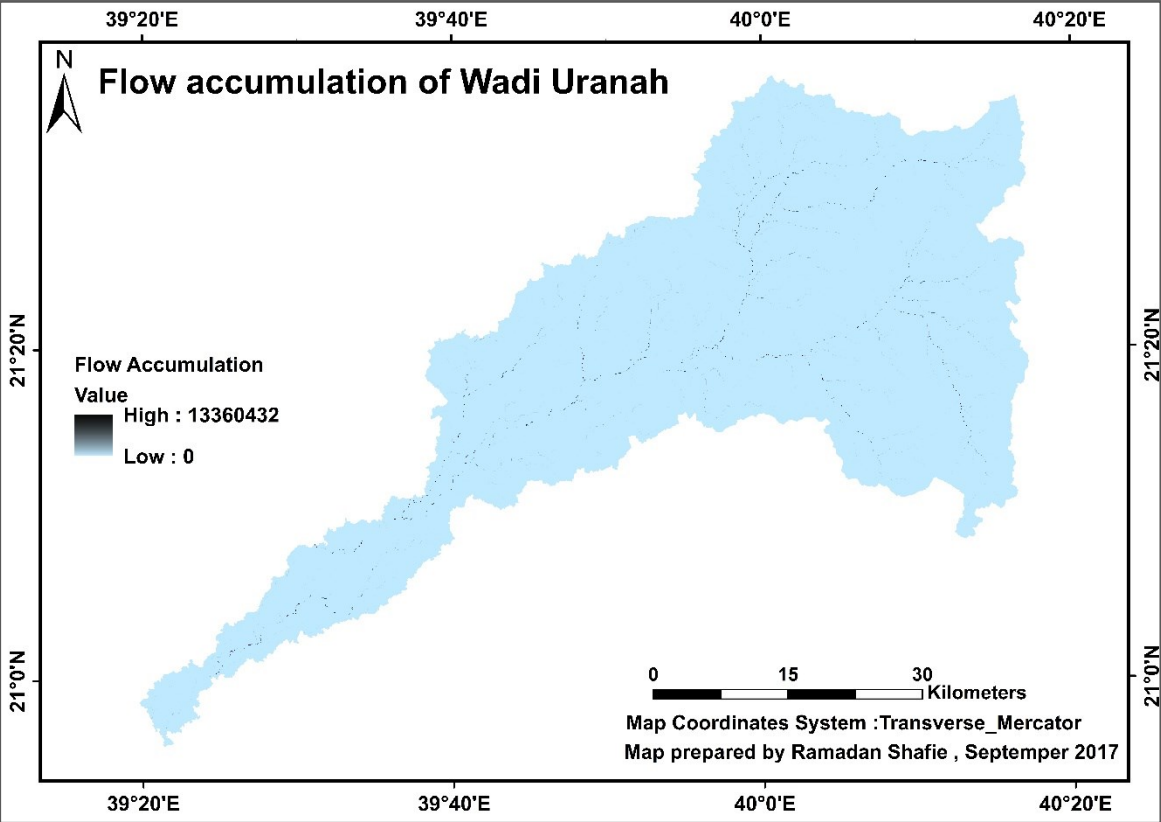 39°20'E 39°40'E 40°0'E 40°20'E
N
Flow accumulation of Wadi Uranah
21°20'N
21°20'N
Flow Accumulation
Value
High : 13360432
Low : 0
21°0'N
21°0'N
0 15 30
Kilometers
Map Coordinates System :Transverse_Mercator
Map prepared by Ramadan Shafie , Septemper 2017
39°20'E 39°40'E 40°0'E 40°20'E